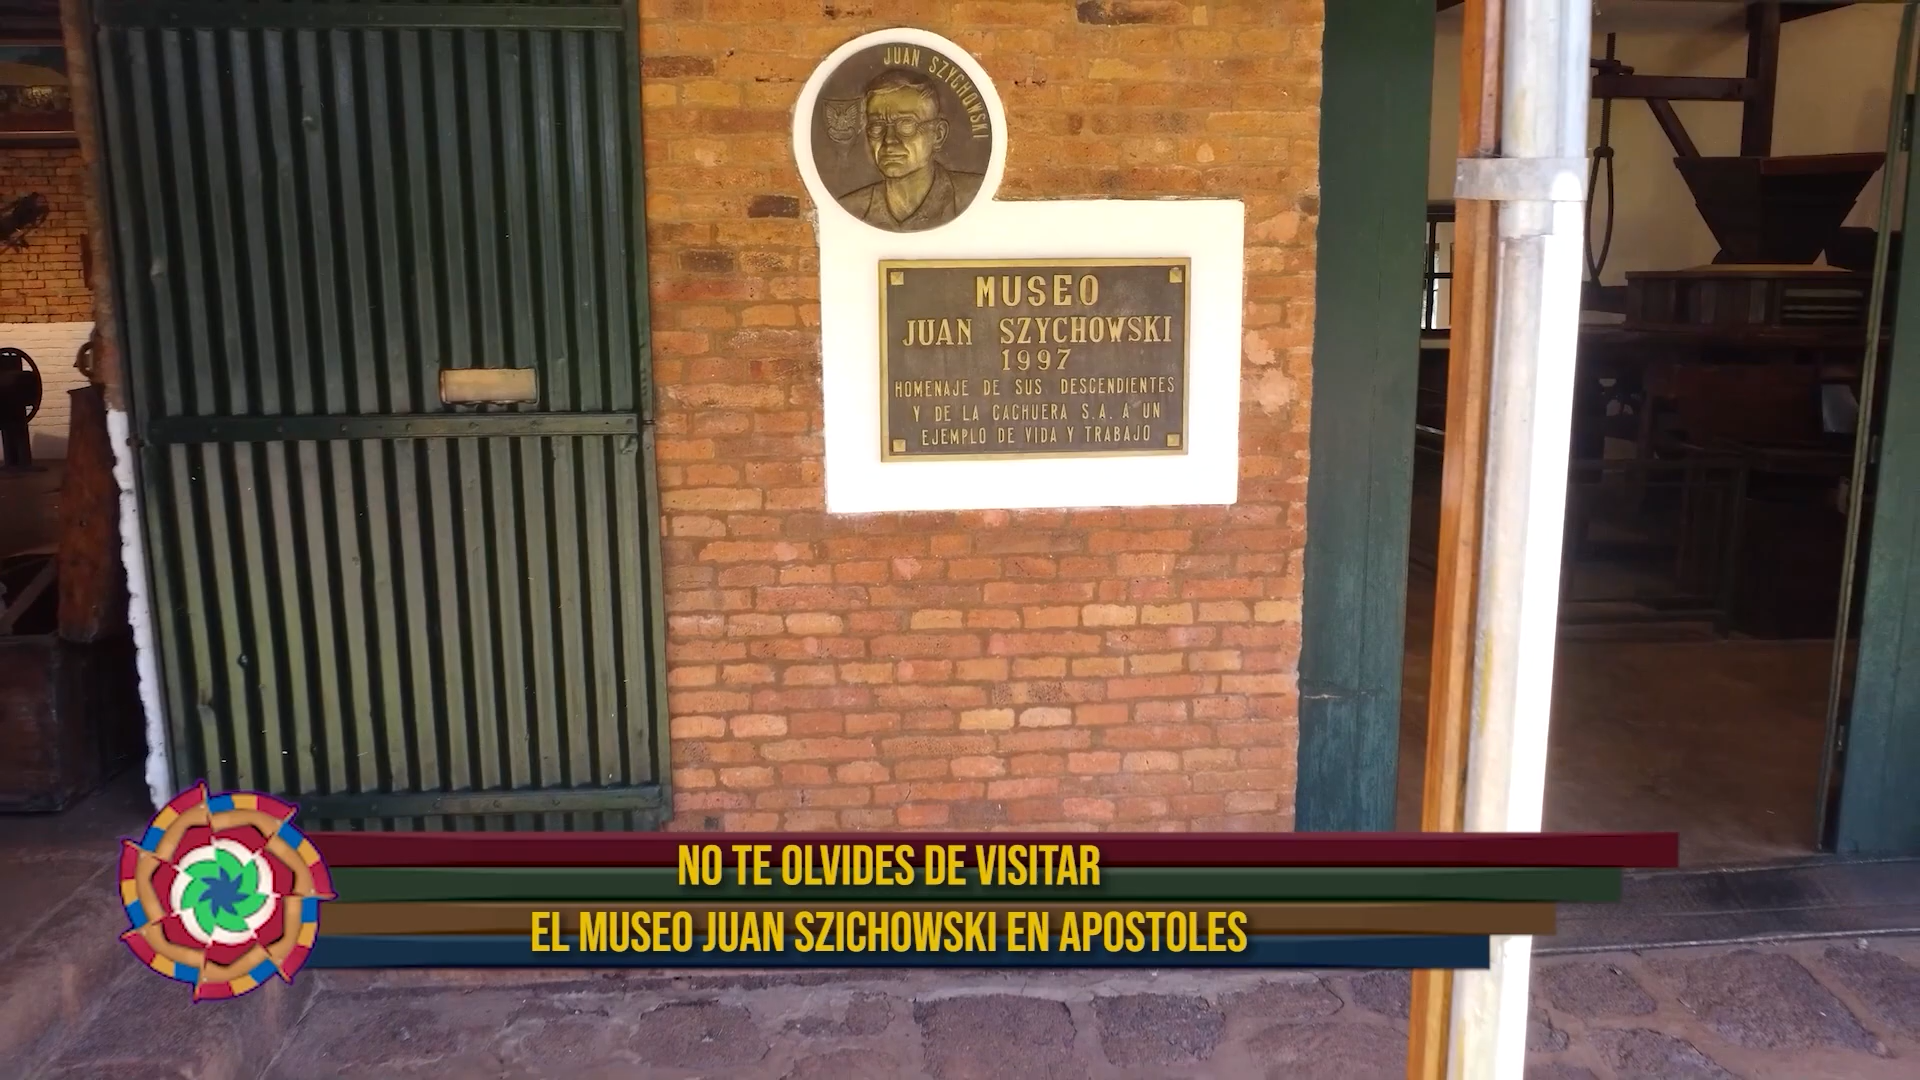 JUAN SZYCHOWSKI
MUSEO
JUAN SZYCHOWSKI
1997
HOMENAJE DE SUS DESCENDIENTES
Y DE LA CACHUERA S.A. A UN
EJEMPLO DE VIDA Y TRABAJO
NO TE OLVIDES DE VISITAR
EL MUSEO JUAN SZICHOWSKI EN APOSTOLES